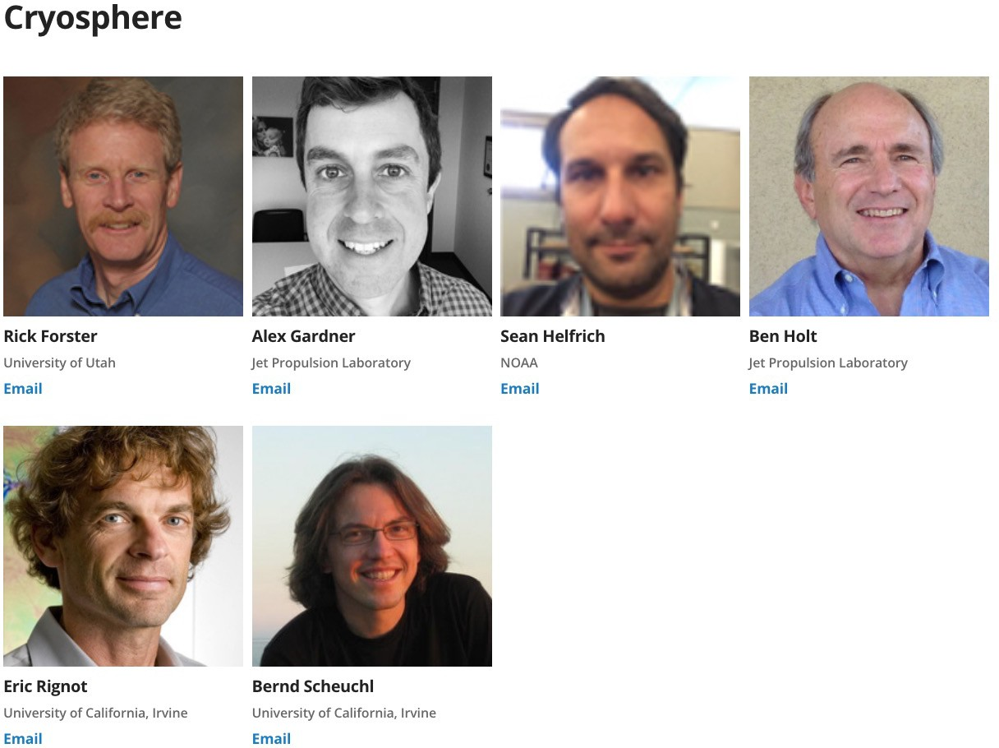 Cryosphere
Rick Forster
University of Utah
Email
Alex Gardner
Jet Propulsion Laboratory
Email
Sean Helfrich
NOAA
Email
Ben Holt
Jet Propulsion Laboratory
Email
Eric Rignot
University of California, Irvine
Email
Bernd Scheuchl
University of California, Irvine
Email